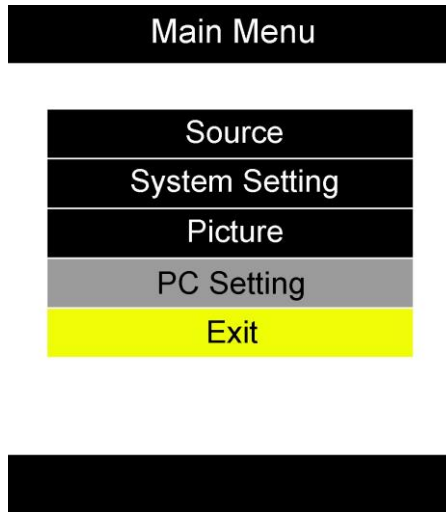 Main Menu
Source
System Setting
Picture
PC Setting
Exit